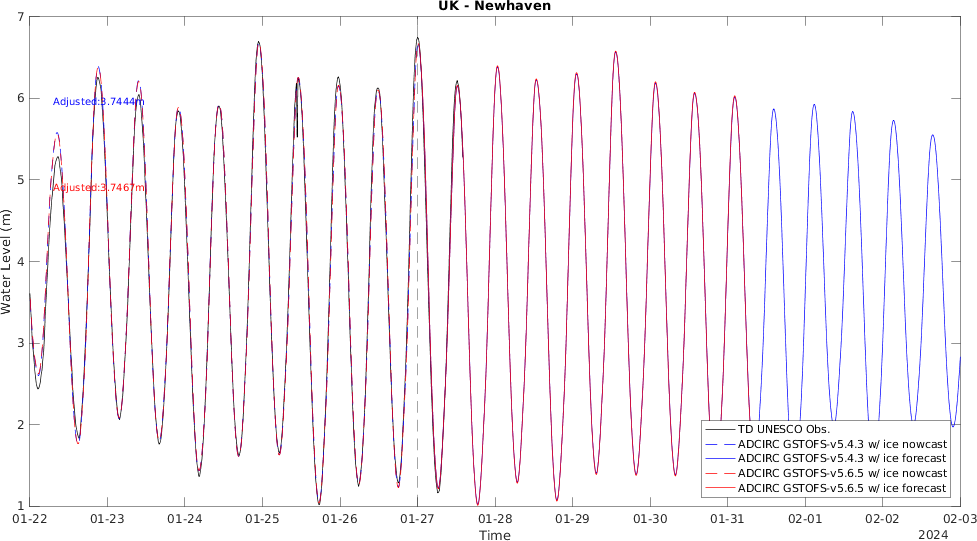 UK - Newhaven
7
6
5
4
3
2
1
Water Level (m)
Adjusted:3.7444m
Adjusted:3.7467m
TD UNESCO Obs.
ADCIRC GSTOFS-v5.4.3 w/ ice nowcast
ADCIRC GSTOFS-v5.4.3 w/ ice forecast
ADCIRC GSTOFS-v5.6.5 w/ ice nowcast
ADCIRC GSTOFS-v5.6.5 w/ ice forecast
01-22 01-23 01-24 01-25 01-26 01-27 01-28 01-29 01-30 01-31 02-01 02-02 02-03
Time
2024